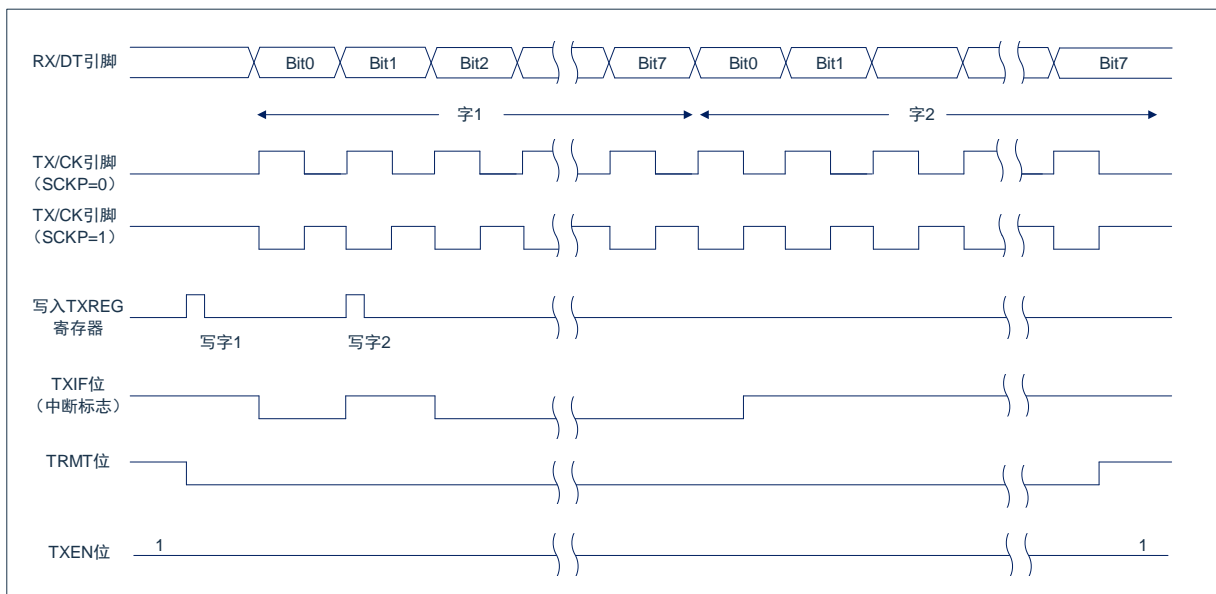 RX/DT引脚
Bit0 Bit1 Bit2 Bit7 Bit0 Bit1 Bit7
字1 字2
TX/CK引脚
（SCKP=0）
TX/CK引脚
（SCKP=1）
写入TXREG
寄存器
写字1 写字2
TXIF位
（中断标志）
TRMT位
TXEN位
1 1